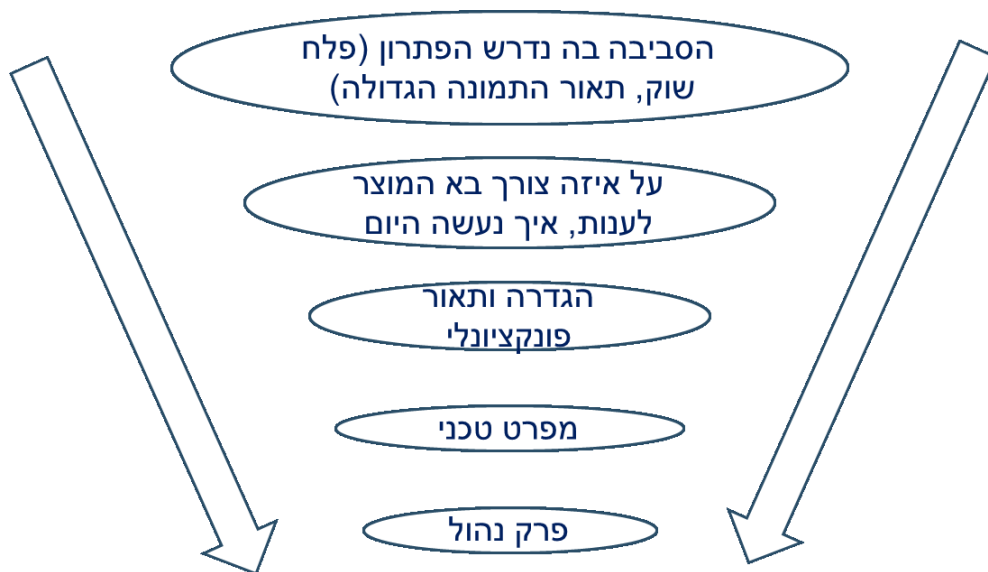 הסביבה בה נדרש הפתרון (פלח
שוק, תאור התמונה הגדולה)
על איזה צורך בא המוצר
לענות, איך נעשה היום
הגדרה ותאור
פונקציונלי
מפרט טכני
פרק נהול